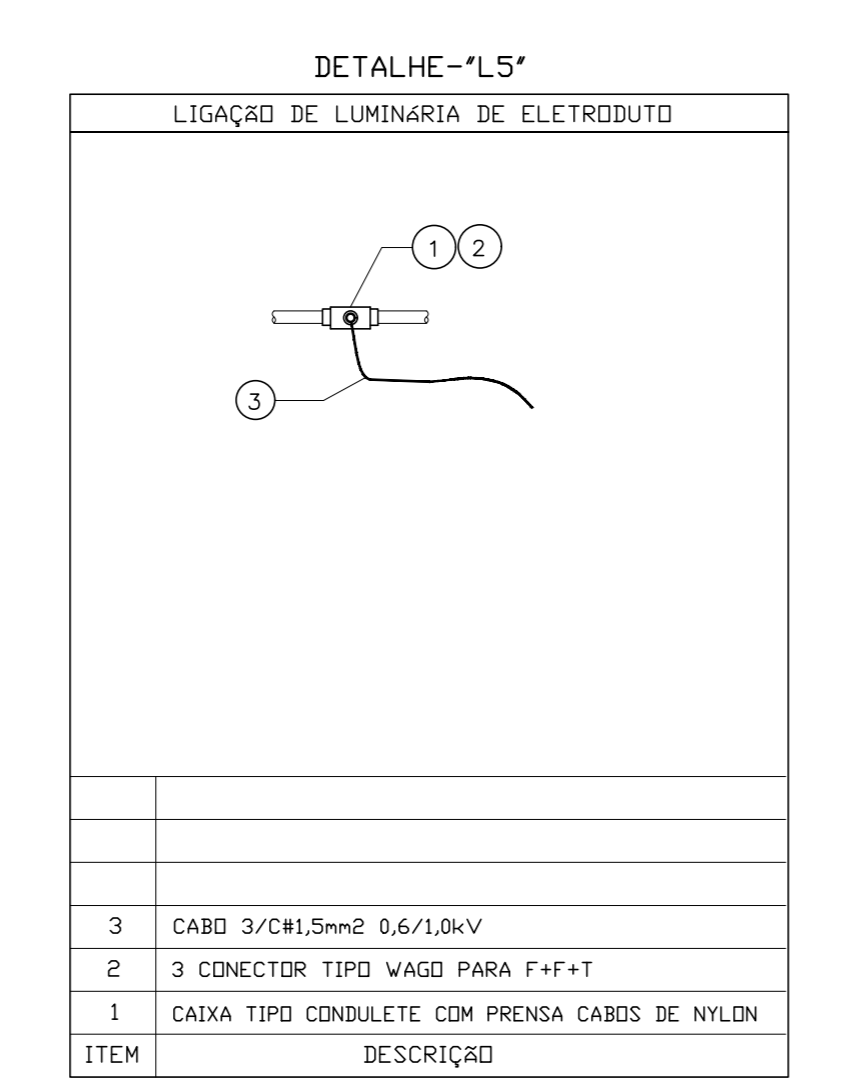 DETALHE-"L5"
LIGAÇãO DE LUMINáRIA DE ELETRODUTO
1 2
3
3 CABO 3/C#1,5mm2 0,6/1,0kV
2 3 CONECTOR TIPO WAGO PARA F+F+T
1 CAIXA TIPO CONDULETE COM PRENSA CABOS DE NYLON
ITEM DESCRIÇãO